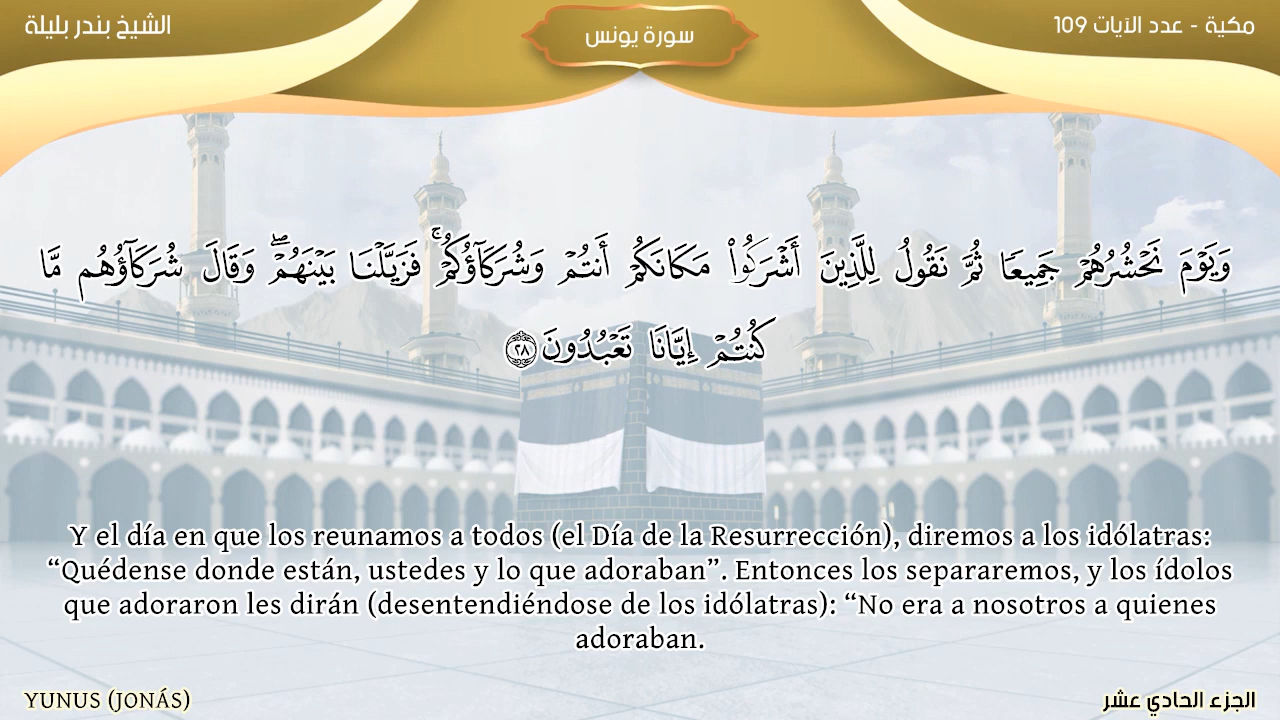 مكية - عدد الآيات 109
سورة يونس
الشيخ بندر بليلة
وَيَوْمَ نَحْشُرُهُمْ جَمِيعًا ثُمَّ نَقُولُ لِلَّذِينَ أَشْرَكُوا۟ مَكَانَكُمْ أَنتُمْ وَشُرَكَآؤُكُمْ ۚ فَزَيَّلْنَا بَيْنَهُمْ ۖ وَقَالَ شُرَكَآؤُهُم مَّا
كُنتُمْ إِيَّانَا تَعْبُدُونَ ٢٨
Y el día en que los reunamos a todos (el Día de la Resurrección), diremos a los idólatras:
“Quédense donde están, ustedes y lo que adoraban”. Entonces los separaremos, y los ídolos
que adoraron les dirán (desentendiéndose de los idólatras): “No era a nosotros a quienes
adoraban.
YUNUS (JONÁS)
الجزء الحادي عشر